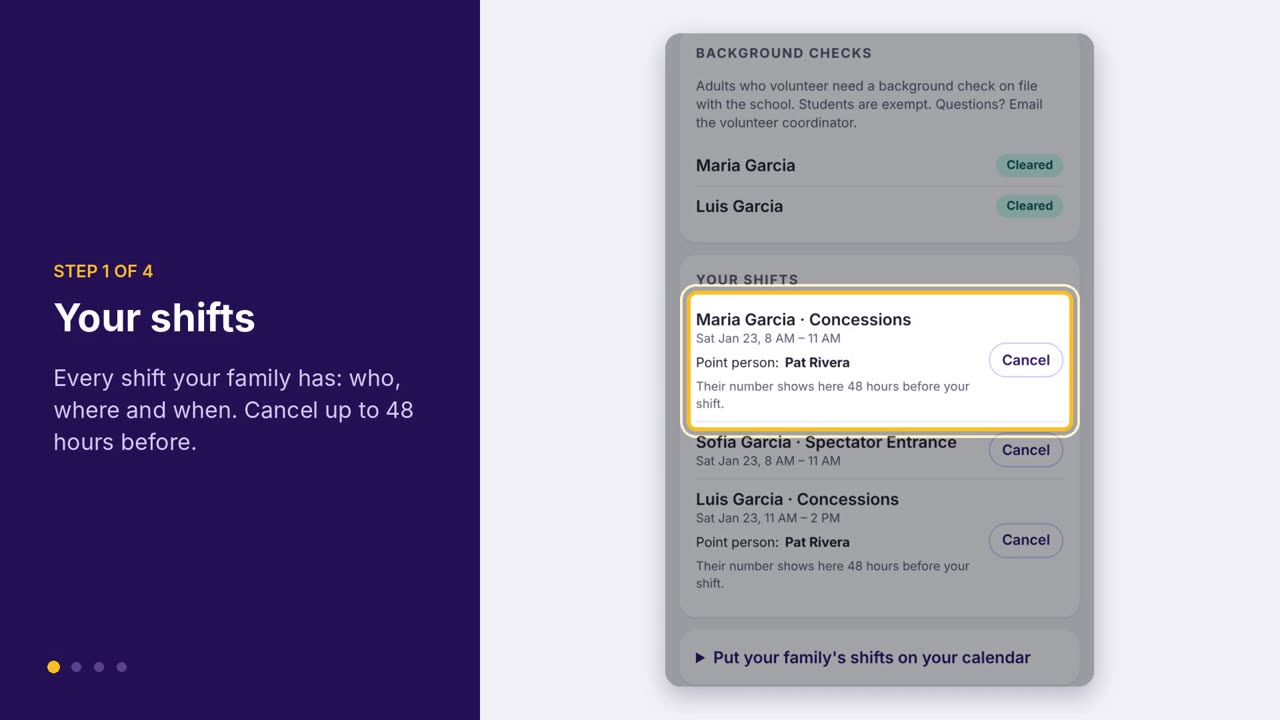 STEP 1 OF 4
Your shifts
Every shift your family has: who,
where and when. Cancel up to 48
hours before.
BACKGROUND CHECKS
Adults who volunteer need a background check on file
with the school. Students are exempt. Questions? Email
the volunteer coordinator.
Maria Garcia Cleared
Luis Garcia Cleared
YOUR SHIFTS
Maria Garcia · Concessions
Sat Jan 23, 8 AM – 11 AM
Point person: Pat Rivera
Cancel
Their number shows here 48 hours before your
shift.
Sofia Garcia · Spectator Entrance
Sat Jan 23, 8 AM – 11 AM
Cancel
Luis Garcia · Concessions
Sat Jan 23, 11 AM – 2 PM
Point person: Pat Rivera
Cancel
Their number shows here 48 hours before your
shift.
Put your family's shifts on your calendar